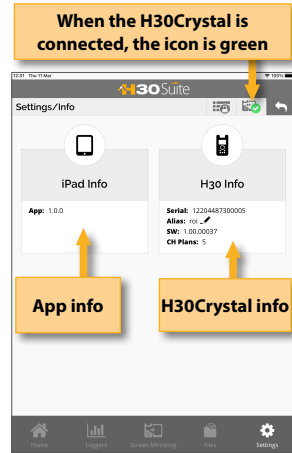 When the H30Crystal is
connected, the icon is green
12:01 Thu 11 Mar
100%
H30 Suite
Settings/Info
iPad Info
H30 Info
App: 1.0.0
Serial: 12204487300005
Alias: roi
SW: 1.00.00037
CH Plans: 5
App info
H30Crystal info
Home
Loggers
Screen Mirroring
Files
Settings